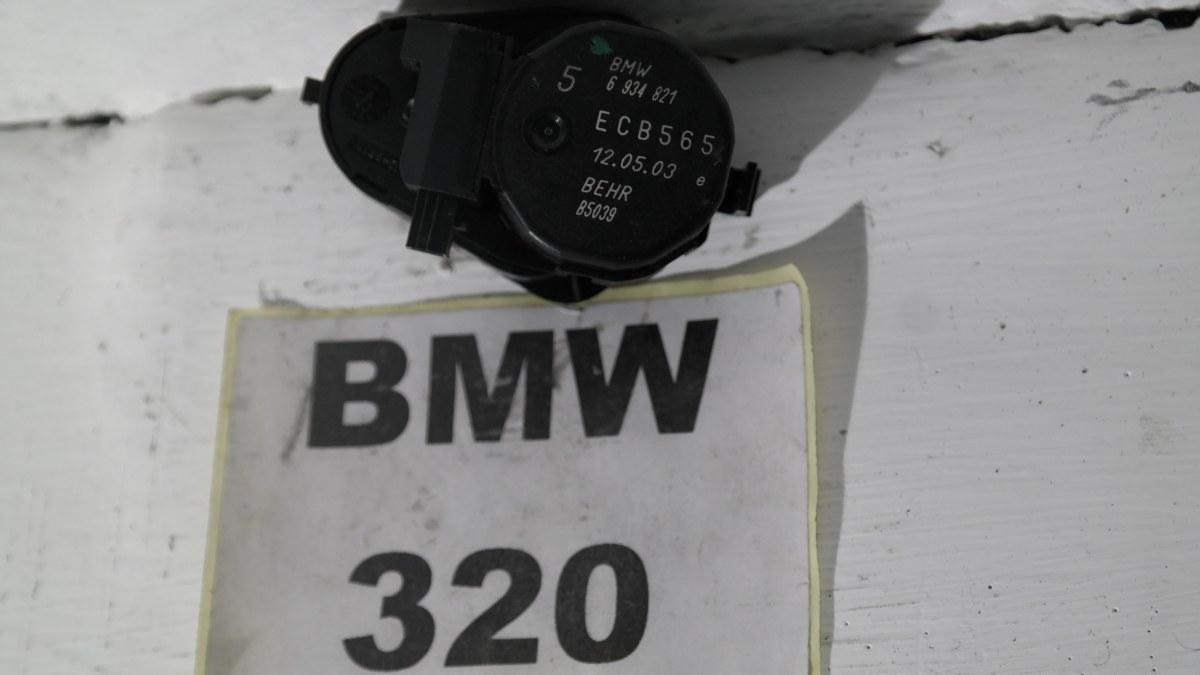 5
BMW
6 934 821
ECB565
12.05.03
e
BEHR
B5039
BMW
320